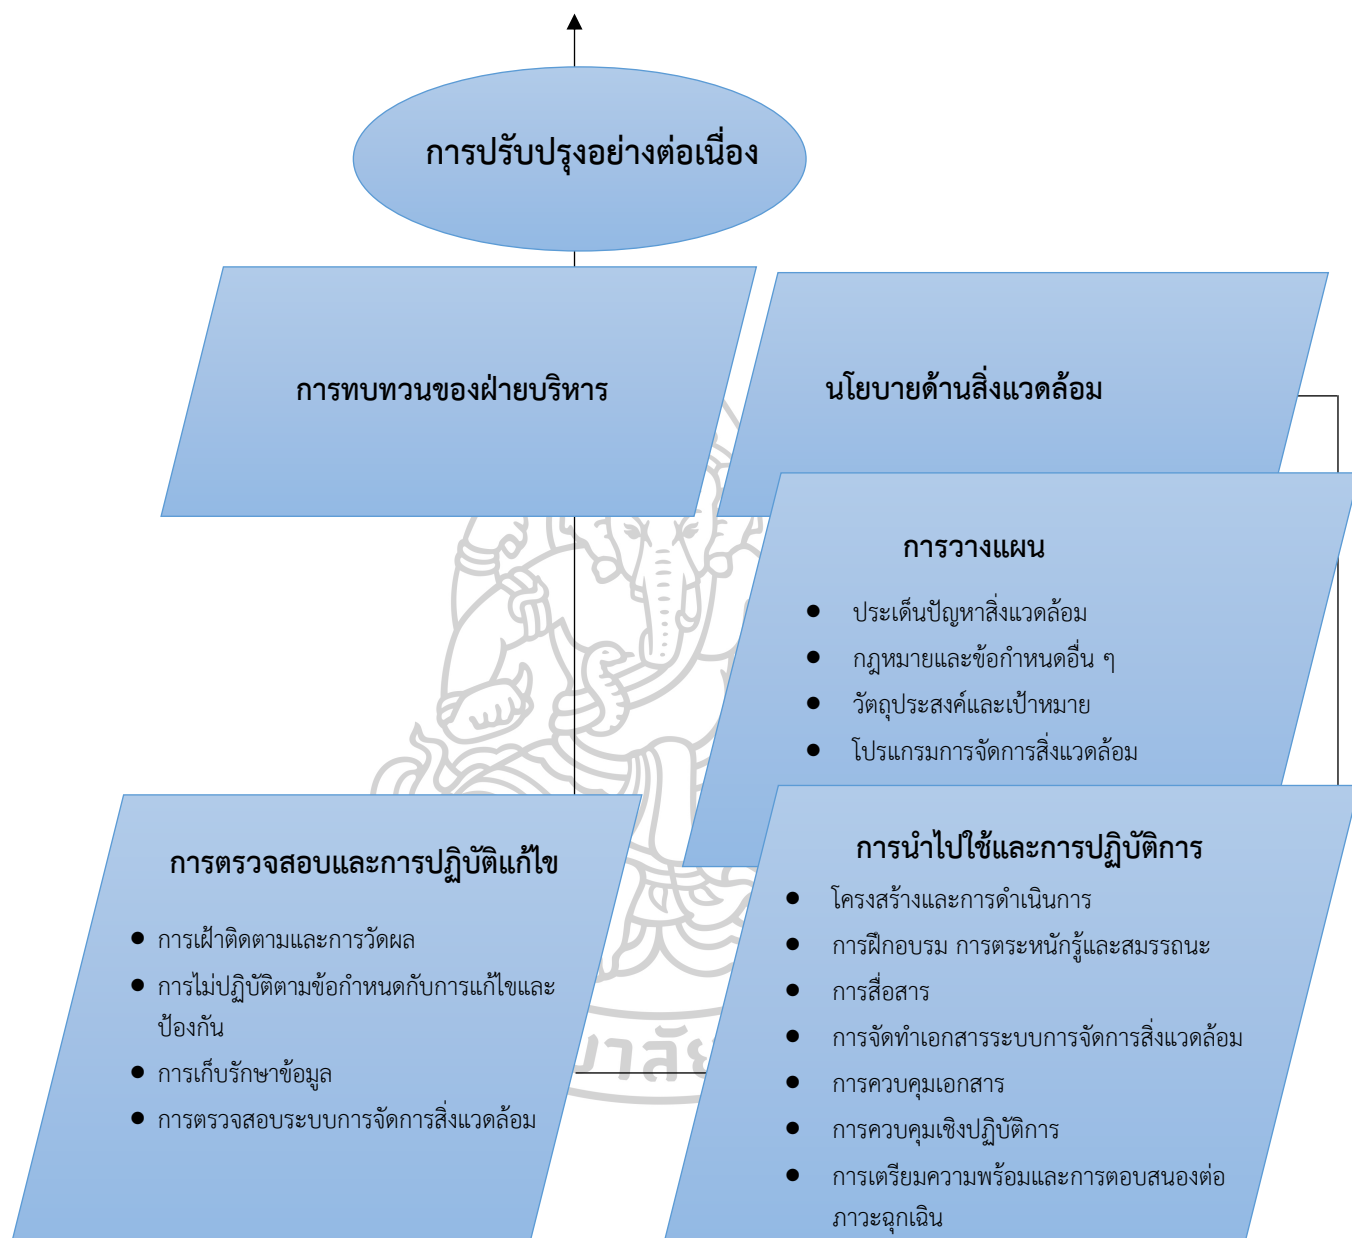 การปรับปรุงอย่างต่อเนื่อง
การทบทวนของฝ่ายบริหาร
นโยบายด้านสิ่งแวดล้อม
การวางแผน
● ประเด็นปัญหาสิ่งแวดล้อม
● กฎหมายและข้อกำหนดอื่น ๆ
● วัตถุประสงค์และเป้าหมาย
● โปรแกรมการจัดการสิ่งแวดล้อม
การตรวจสอบและการปฏิบัติแก้ไข
● การเฝ้าติดตามและการวัดผล
● การไม่ปฏิบัติตามข้อกำหนดกับการแก้ไขและ
ป้องกัน
● การเก็บรักษาข้อมูล
● การตรวจสอบระบบการจัดการสิ่งแวดล้อม
การนำไปใช้และการปฏิบัติการ
● โครงสร้างและการดำเนินการ
● การฝึกอบรม การตระหนักรู้และสมรรถนะ
● การสื่อสาร
● การจัดทำเอกสารระบบการจัดการสิ่งแวดล้อม
● การควบคุมเอกสาร
● การควบคุมเชิงปฏิบัติการ
● การเตรียมความพร้อมและการตอบสนองต่อ
ภาวะฉุกเฉิน